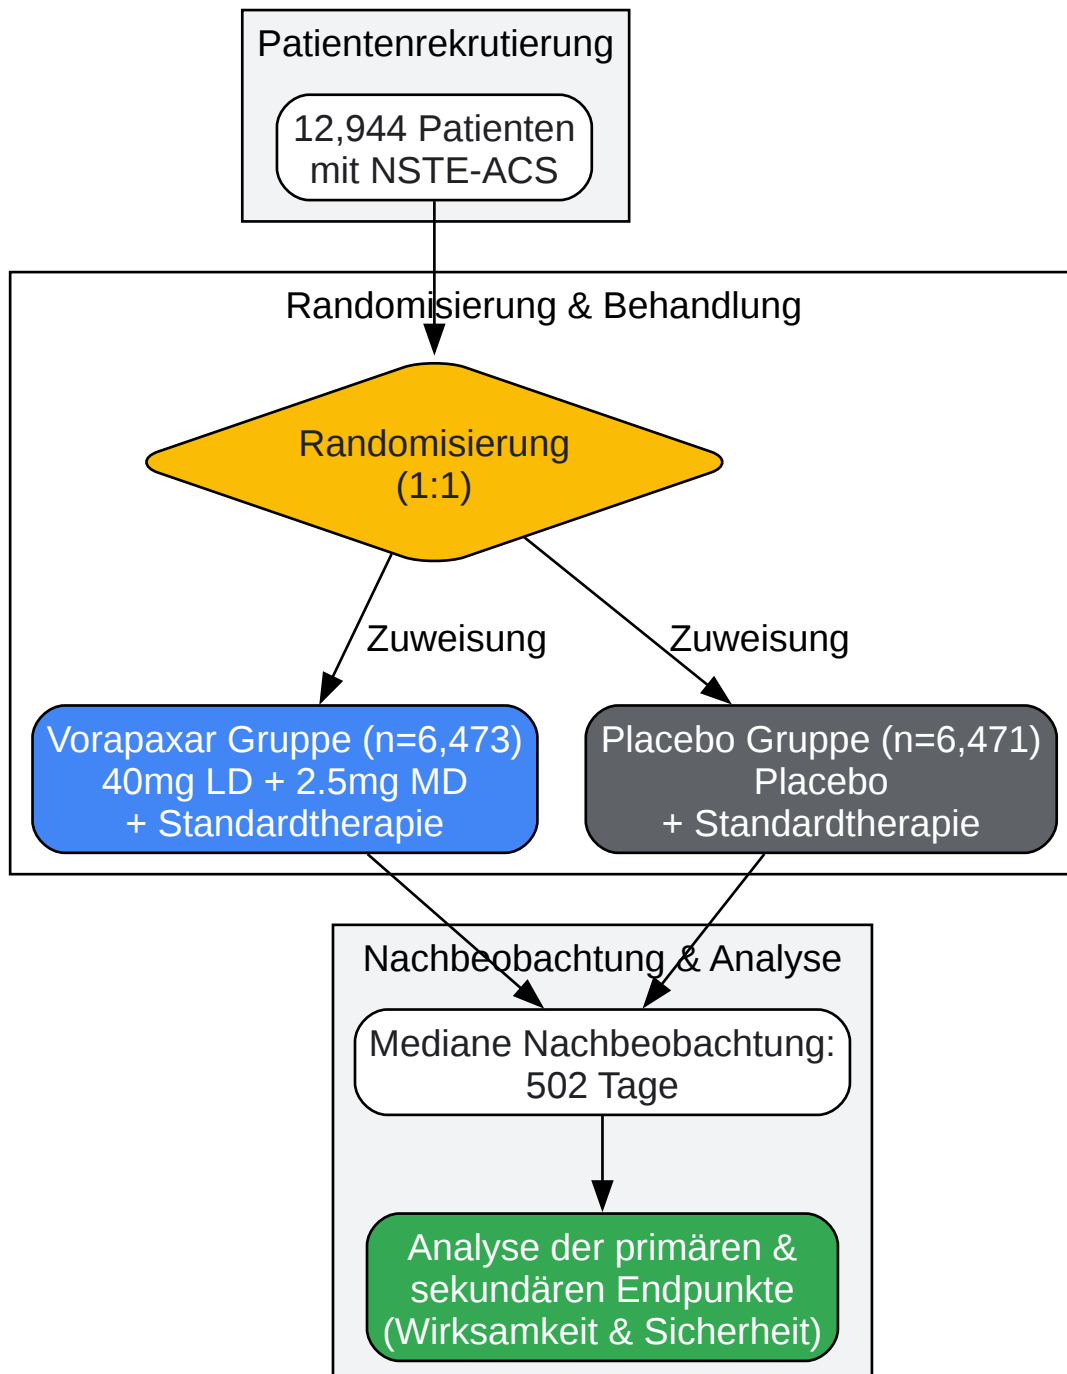 Patientenrekrutierung
12,944 Patienten
mit NSTE-ACS
Randomisierung & Behandlung
Randomisierung
(1:1)
Zuweisung
Zuweisung
Vorapaxar Gruppe (n=6,473)
40mg LD + 2.5mg MD
+ Standardtherapie
Placebo Gruppe (n=6,471)
Placebo
+ Standardtherapie
Nachbeobachtung & Analyse
Mediane Nachbeobachtung:
502 Tage
Analyse der primären &
sekundären Endpunkte
(Wirksamkeit & Sicherheit)